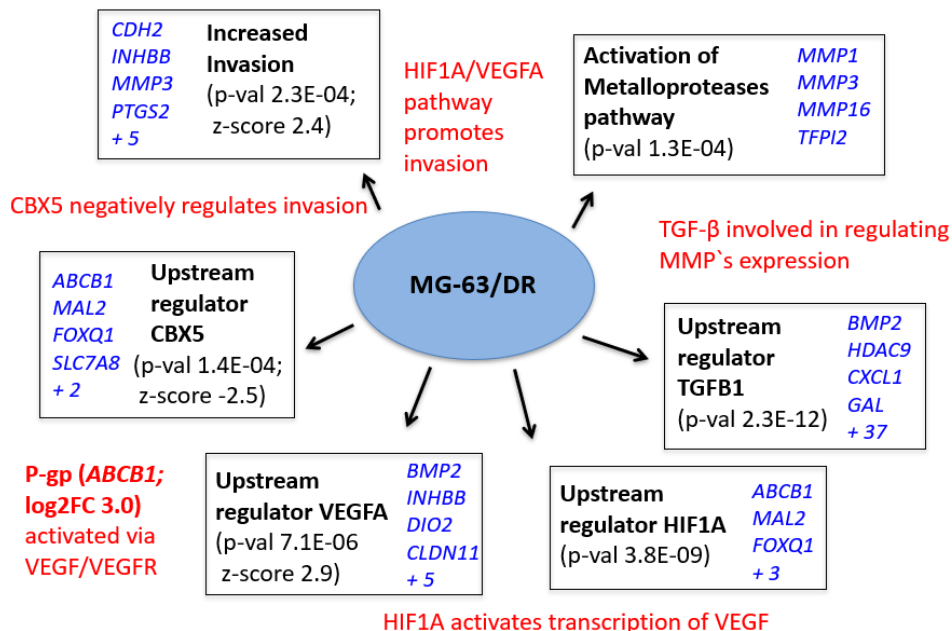 CDH2
INHBB
MMP3
PTGS2
+ 5
Increased
Invasion
(p-val 2.3E-04;
z-score 2.4)
HIF1A/VEGFA
pathway
promotes
invasion
Activation of
Metalloproteases
pathway
(p-val 1.3E-04)
MMP1
MMP3
MMP16
TFPI2
CBX5 negatively regulates invasion
TGF-β involved in regulating
MMP`s expression
MG-63/DR
ABCB1
MAL2
FOXQ1
SLC7A8
+ 2
Upstream
regulator
CBX5
(p-val 1.4E-04;
z-score -2.5)
Upstream
regulator
TGFB1
(p-val 2.3E-12)
BMP2
HDAC9
CXCL1
GAL
+ 37
P-gp (ABCB1;
log2FC 3.0)
activated via
VEGF/VEGFR
Upstream
regulator VEGFA
(p-val 7.1E-06
z-score 2.9)
BMP2
INHBB
DIO2
CLDN11
+ 5
Upstream
regulator HIF1A
(p-val 3.8E-09)
ABCB1
MAL2
FOXQ1
+ 3
HIF1A activates transcription of VEGF